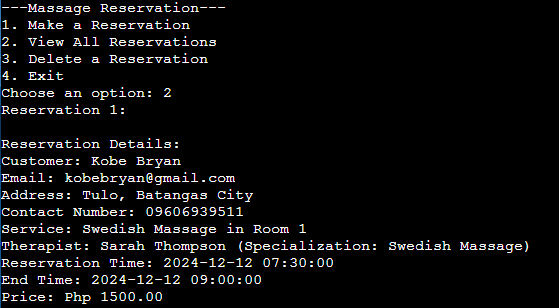 ---Massage Reservation---
1. Make a Reservation
2. View All Reservations
3. Delete a Reservation
4. Exit
Choose an option: 2
Reservation 1:
Reservation Details:
Customer: Kobe Bryan
Email: kobebryan@gmail.com
Address: Tulo, Batangas City
Contact Number: 09606939511
Service: Swedish Massage in Room 1
Therapist: Sarah Thompson (Specialization: Swedish Massage)
Reservation Time: 2024-12-12 07:30:00
End Time: 2024-12-12 09:00:00
Price: Php 1500.00